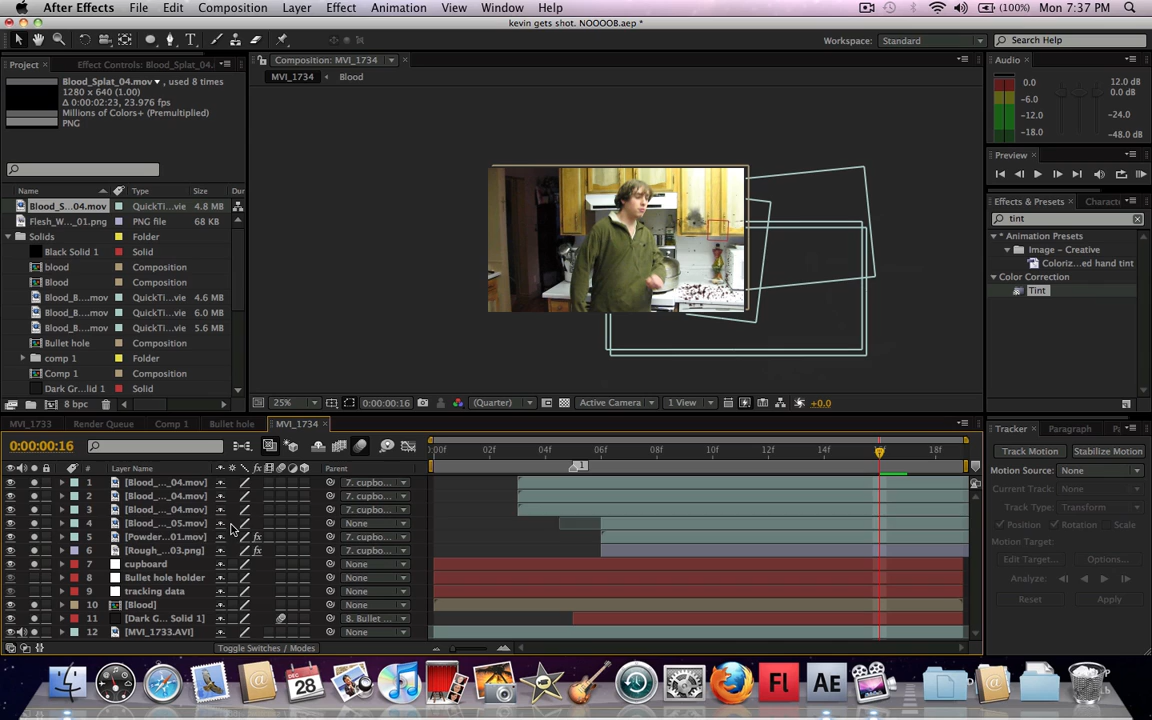 After Effects File Edit Composition Layer Effect Animation View Window Help (100%) Mon 7:37 PM
kevin gets shot. NOOOOB.aep *
Workspace: Standard Search Help
Project Effect Controls: Blood_Splat_04. Composition: MVI_1734 Audio
MVI_1734 Blood
Blood_Splat_04.mov , used 8 times
1280 x 640 (1.00)
Δ 0:00:02:23, 23.976 fps
Millions of Colors+ (Premultiplied)
PNG
0.0 12.0 dB
0.0 dB
-6.0
-12.0 -24.0
-18.0 -48.0 dB
Preview
Name Type Size Dur
Blood_S...04.mov QuickTi...vie 4.8 MB
Flesh_W..._01.png PNG file 68 KB
Solids Folder
Black Solid 1 Solid
blood Composition
Blood Composition
Blood_B....mov QuickTi...vie 4.6 MB
Blood_B....mov QuickTi...vie 6.0 MB
Blood_B....mov QuickTi...vie 5.6 MB
Bullet hole Composition
comp 1 Folder
Comp 1 Composition
Dark Gr...lid 1 Solid
8 bpc
Effects & Presets Charact
tint
* Animation Presets
Image - Creative
Coloriz...ed hand tint
Color Correction
Tint
25% 0:00:00:16 (Quarter) Active Camera 1 View +0.0
MVI_1733 Render Queue Comp 1 Bullet hole MVI_1734
0:00:00:16
:00f 02f 04f 06f 08f 10f 12f 14f 16f 18f
1
# Layer Name Parent
1 [Blood_..._04.mov] 7. cupbo...
2 [Blood_..._04.mov] 7. cupbo...
3 [Blood_..._04.mov] 7. cupbo...
4 [Blood_..._05.mov] None
5 [Powder...01.mov] fx 7. cupbo...
6 [Rough_...03.png] fx 7. cupbo...
7 cupboard None
8 Bullet hole holder None
9 tracking data None
10 [Blood] None
11 [Dark G... Solid 1] 8. Bullet ...
12 [MVI_1733.AVI] None
Toggle Switches / Modes
Tracker Paragraph
Track Motion Stabilize Motion
Motion Source: None
Current Track: None
Track Type: Transform
Position Rotation Scale
Motion Target:
Edit Target... Options...
Analyze:
Reset Apply
DEC
28
Fl
Ae